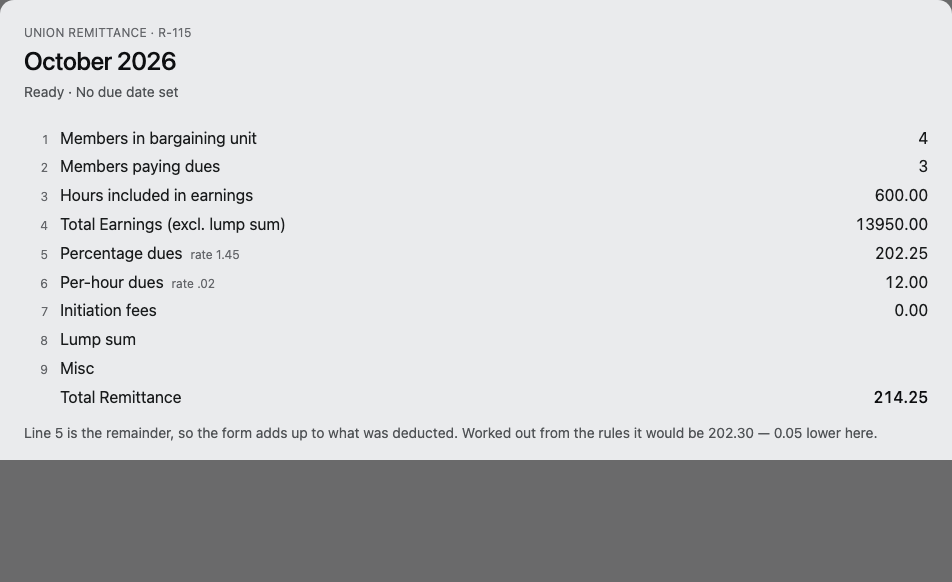 UNION REMITTANCE · R-115
October 2026
Ready · No due date set
1 Members in bargaining unit 4
2 Members paying dues 3
3 Hours included in earnings 600.00
4 Total Earnings (excl. lump sum) 13950.00
5 Percentage dues rate 1.45 202.25
6 Per-hour dues rate .02 12.00
7 Initiation fees 0.00
8 Lump sum
9 Misc
Total Remittance 214.25
Line 5 is the remainder, so the form adds up to what was deducted. Worked out from the rules it would be 202.30 — 0.05 lower here.